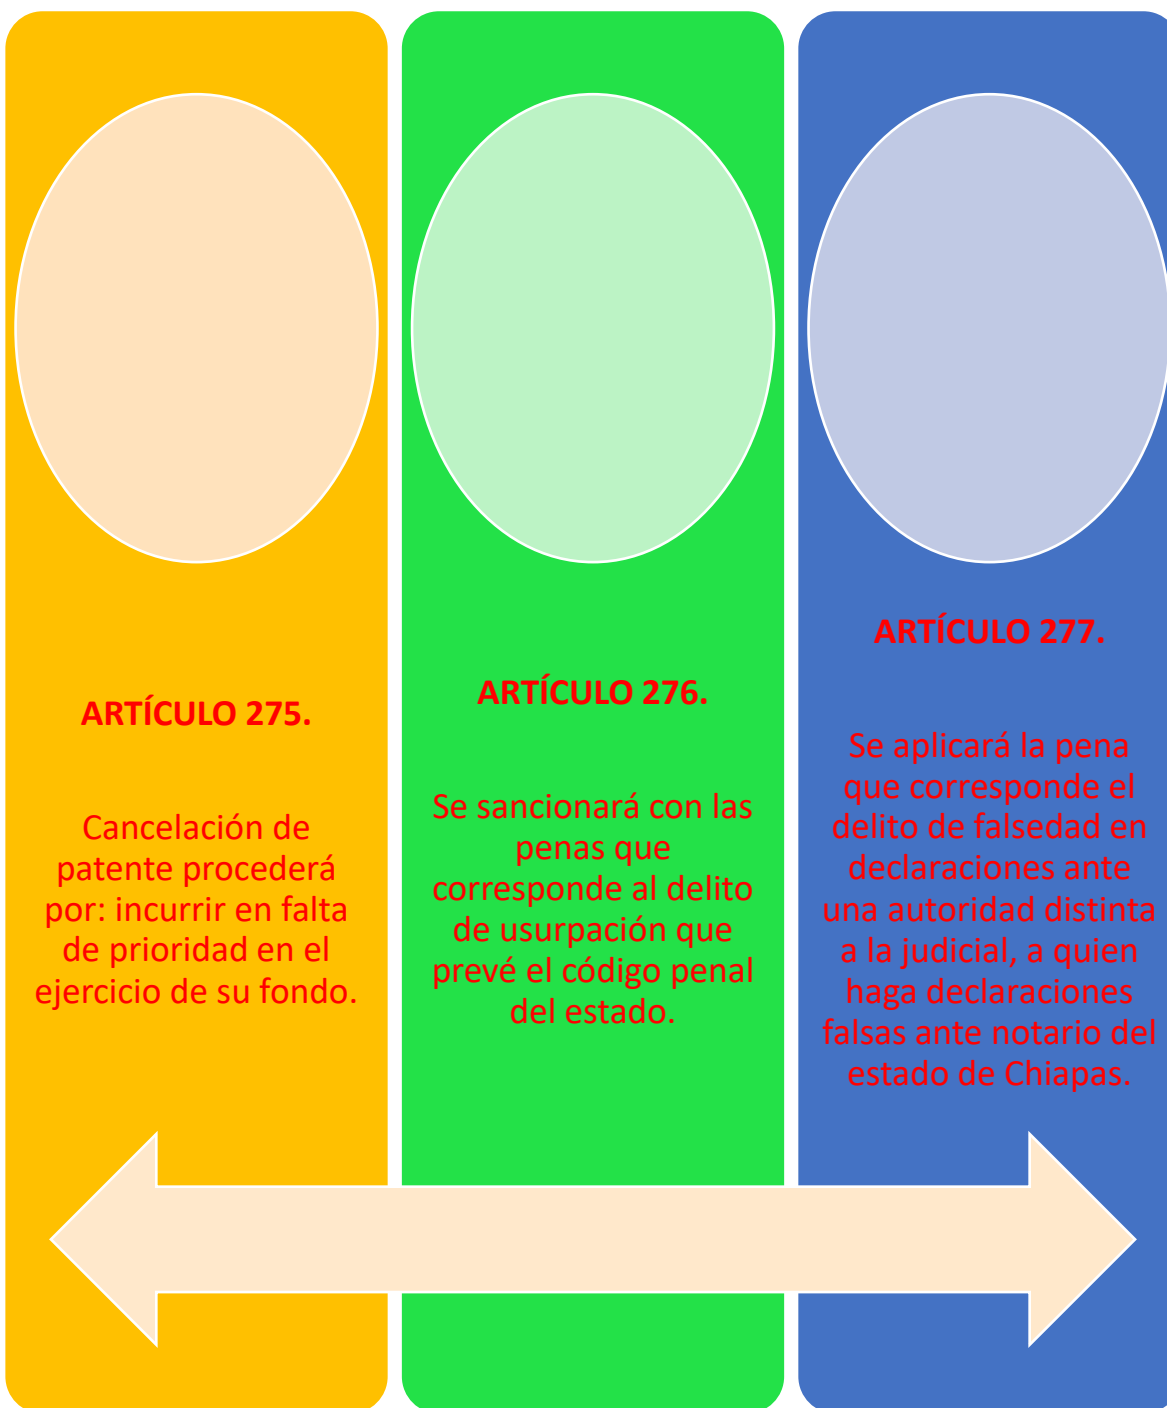 ARTÍCULO 275.
Cancelación de
patente procederá
por: incurrir en falta
de prioridad en el
ejercicio de su fondo.
ARTÍCULO 276.
Se sancionará con las
penas que
corresponde al delito
de usurpación que
prevé el código penal
del estado.
ARTÍCULO 277.
Se aplicará la pena
que corresponde el
delito de falsedad en
declaraciones ante
una autoridad distinta
a la judicial, a quien
haga declaraciones
falsas ante notario del
estado de Chiapas.